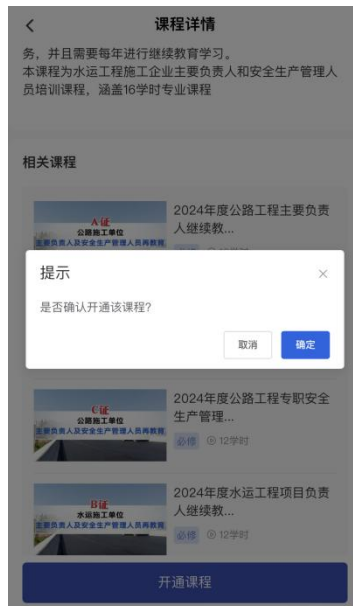 课程详情
务，并且需要每年进行继续教育学习。
本课程为水运工程施工企业主要负责人和安全生产管理人
员培训课程，涵盖16学时专业课程
相关课程
A证
公路施工单位
主要负责人及安全生产管理人员再教育
2024年度公路工程主要负责
人继续教...
提示
是否确认开通该课程?
取消
确定
C证
公路施工单位
主要负责人及安全生产管理人员再教育
2024年度公路工程专职安全
生产管理...
必修
12学时
B证
水运施工单位
主要负责人及安全生产管理人员再教育
2024年度水运工程项目负责
人继续教...
必修
12学时
开通课程